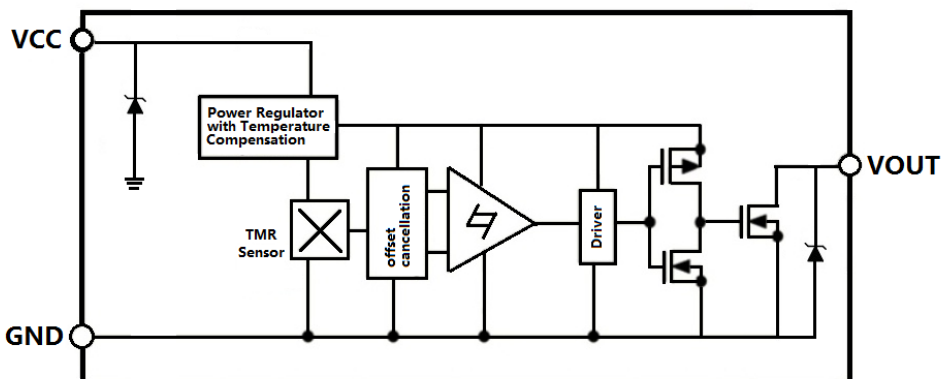 VCC
Power Regulator
with Temperature
Compensation
VOUT
TMR
Sensor
offset
cancellation
Driver
GND